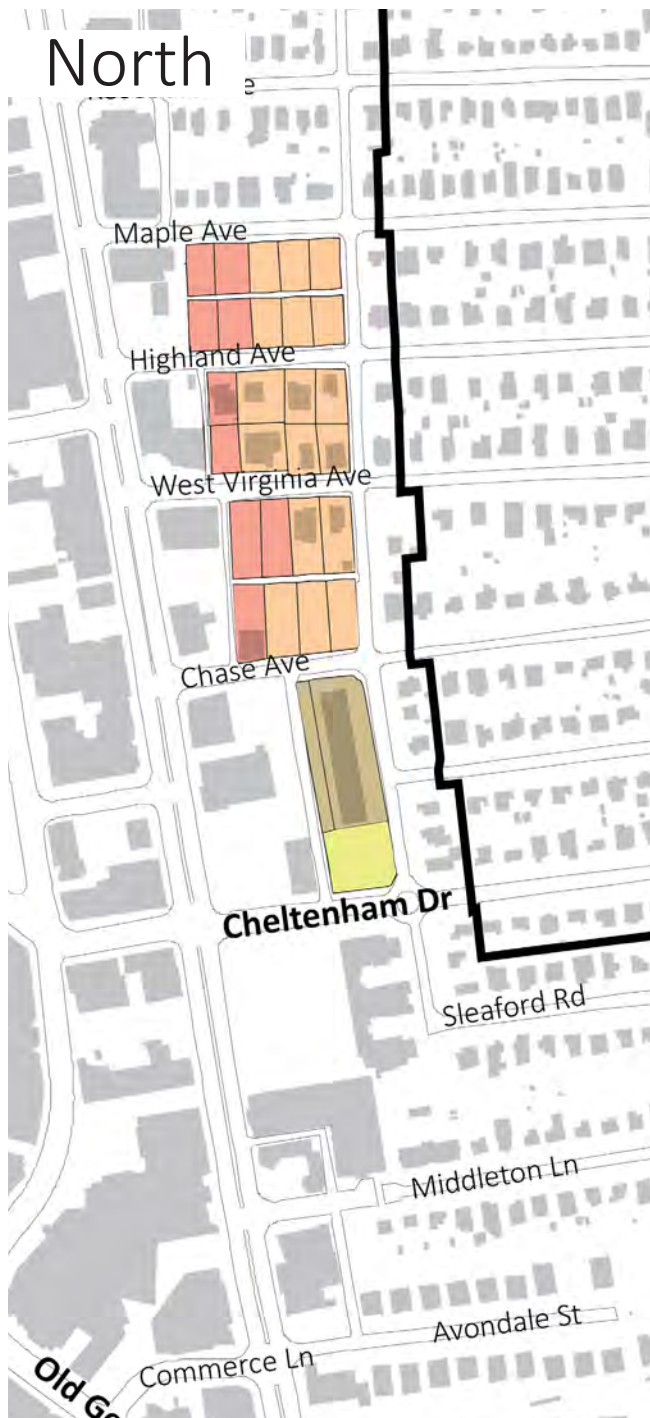 North
Maple Ave
Highland Ave
West Virginia Ave
Chase Ave
Cheltenham Dr
Sleaford Rd
Middleton Ln
Avondale St
Commerce Ln
Old